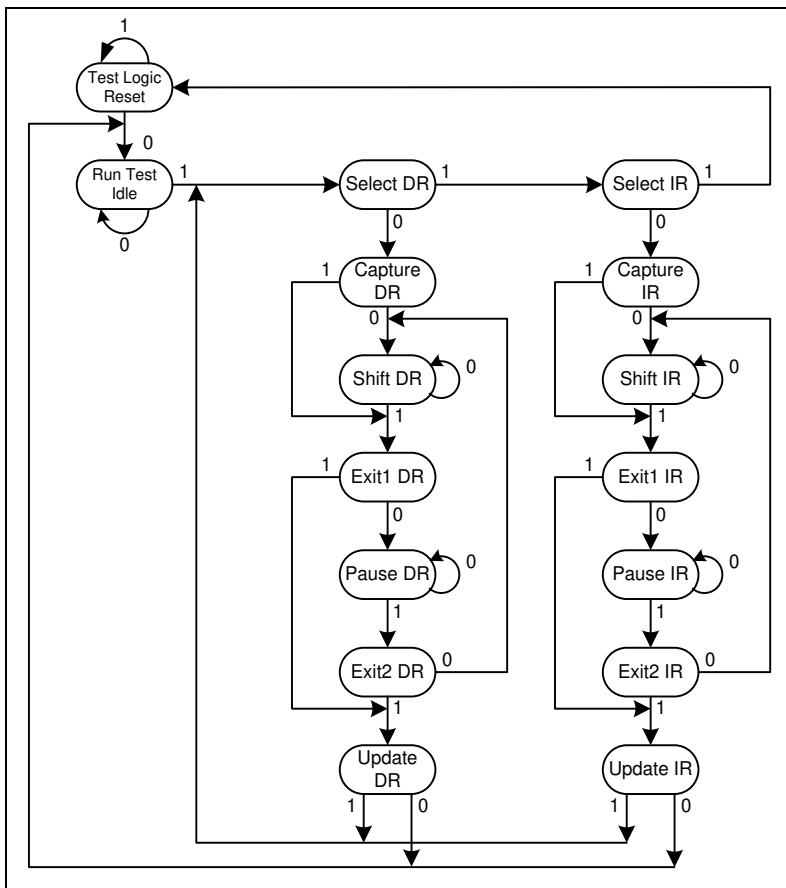 1
Test Logic
Reset
0
Run Test
Idle
1
0
Select DR
1
0
Select IR
1
0
Capture
DR
1
0
Capture
IR
1
0
Shift DR
0
1
Shift IR
0
1
Exit1 DR
1
0
Exit1 IR
1
0
Pause DR
0
1
Pause IR
0
1
Exit2 DR
0
1
Exit2 IR
0
1
Update
DR
1
0
Update IR
1
0